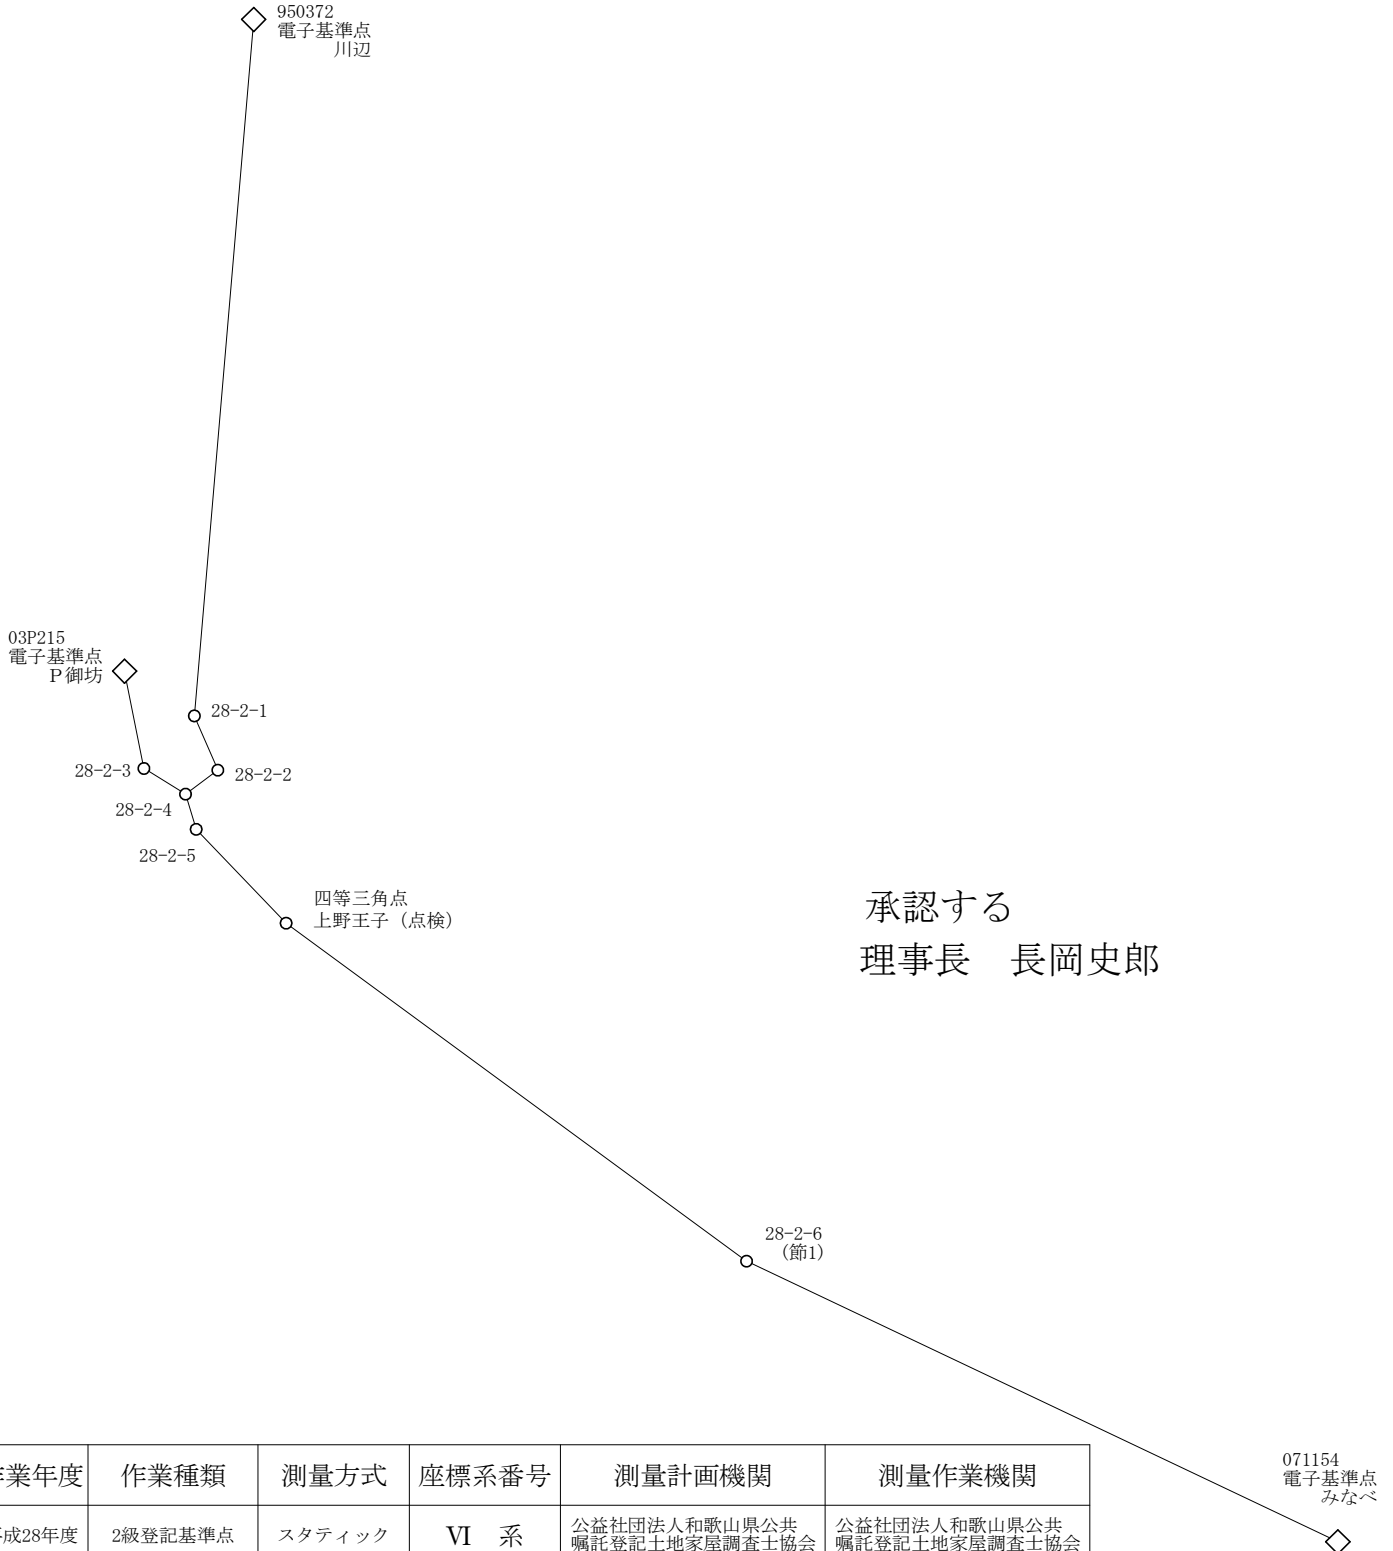 950372
電子基準点
川辺
03P215
電子基準点
P御坊
28-2-1
28-2-3
28-2-2
28-2-4
28-2-5
四等三角点
上野王子（点検）
承認する
理事長　長岡史郎
28-2-6
（節1）
071154
電子基準点
みなべ
業年度 作業種類 測量方式 座標系番号 測量計画機関 測量作業機関
成28年度 2級登記基準点 スタティック Ⅵ　系 公益社団法人和歌山県公共 公益社団法人和歌山県公共
嘱託登記土地家屋調査士協会 嘱託登記土地家屋調査士協会